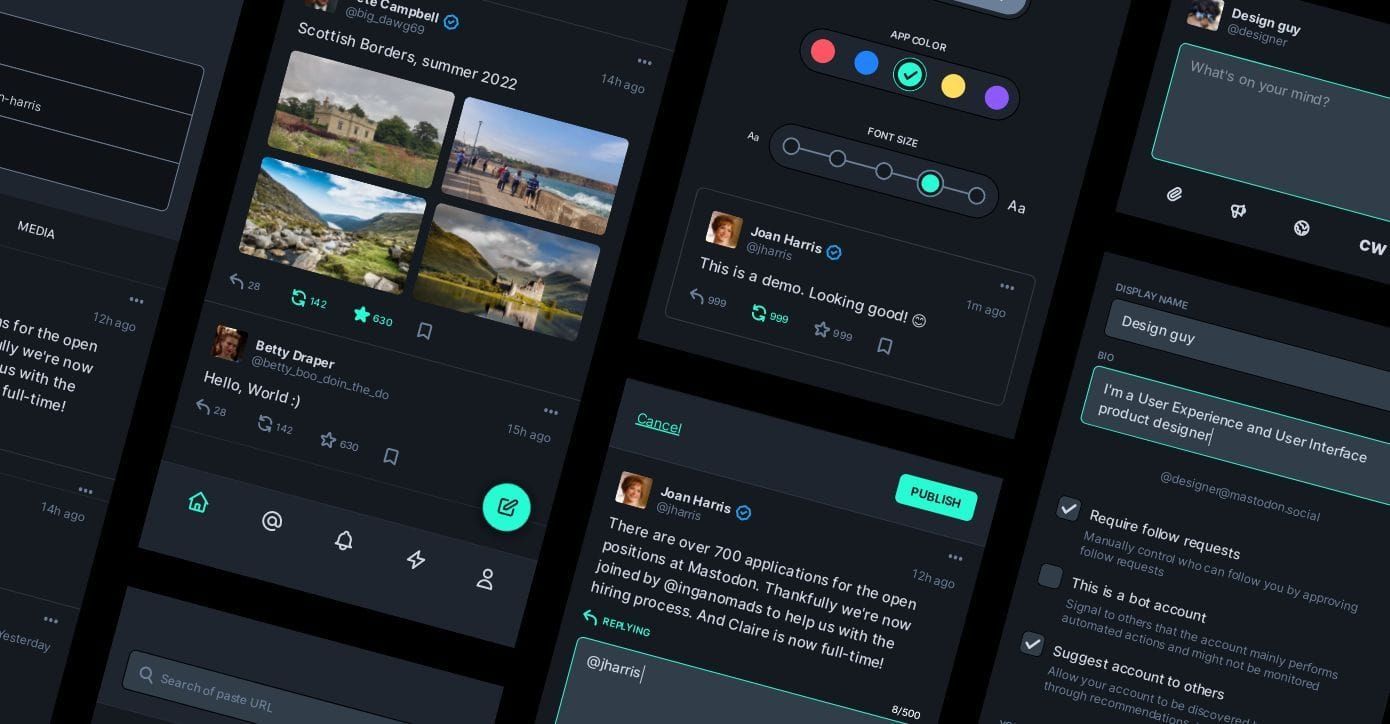 n-harris
MEDIA
12h ago
s for the open
lly we're now
us with the
full-time!
14h ago
Yesterday
Campbell
@big_dawg69
Scottish Borders, summer 2022
14h ago
28
142
630
Betty Draper
@betty_boo_doin_the_do
Hello, World :)
15h ago
28
142
630
Search of paste URL
APP COLOR
FONT SIZE
Aa
Aa
Joan Harris
@jharris
This is a demo. Looking good! 😊
1m ago
999
999
999
Cancel
PUBLISH
Joan Harris
@jharris
12h ago
There are over 700 applications for the open
positions at Mastodon. Thankfully we're now
joined by @inganomads to help us with the
hiring process. And Claire is now full-time!
REPLYING
@jharris
8/500
Design guy
@designer
What's on your mind?
CW
DISPLAY NAME
Design guy
BIO
I'm a User Experience and User Interface
product designer
@designer@mastodon.social
Require follow requests
Manually control who can follow you by approving
follow requests
This is a bot account
Signal to others that the account mainly performs
automated actions and might not be monitored
Suggest account to others
Allow your account to be discovered
through recommendations,